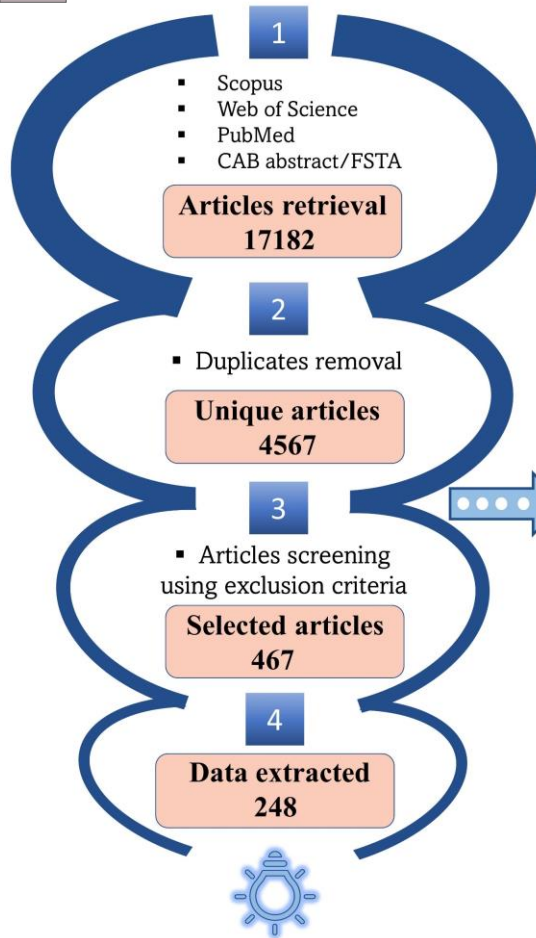 1
▪ Scopus
▪ Web of Science
▪ PubMed
▪ CAB abstract/FSTA
Articles retrieval
17182
2
▪ Duplicates removal
Unique articles
4567
3
▪ Articles screening
using exclusion criteria
Selected articles
467
4
Data extracted
248